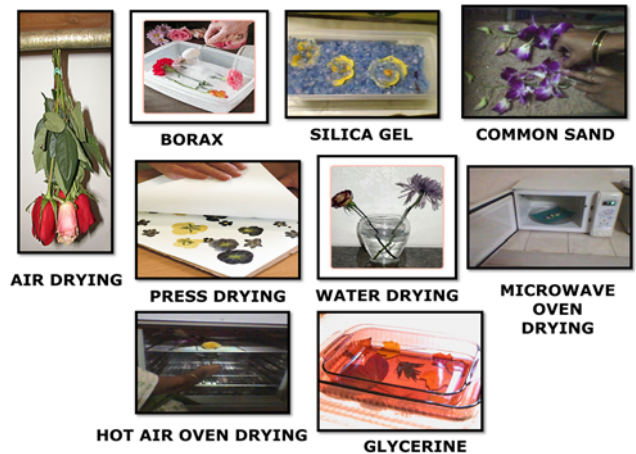 BORAX
SILICA GEL
COMMON SAND
AIR DRYING
PRESS DRYING
WATER DRYING
MICROWAVE
OVEN
DRYING
HOT AIR OVEN DRYING
GLYCERINE